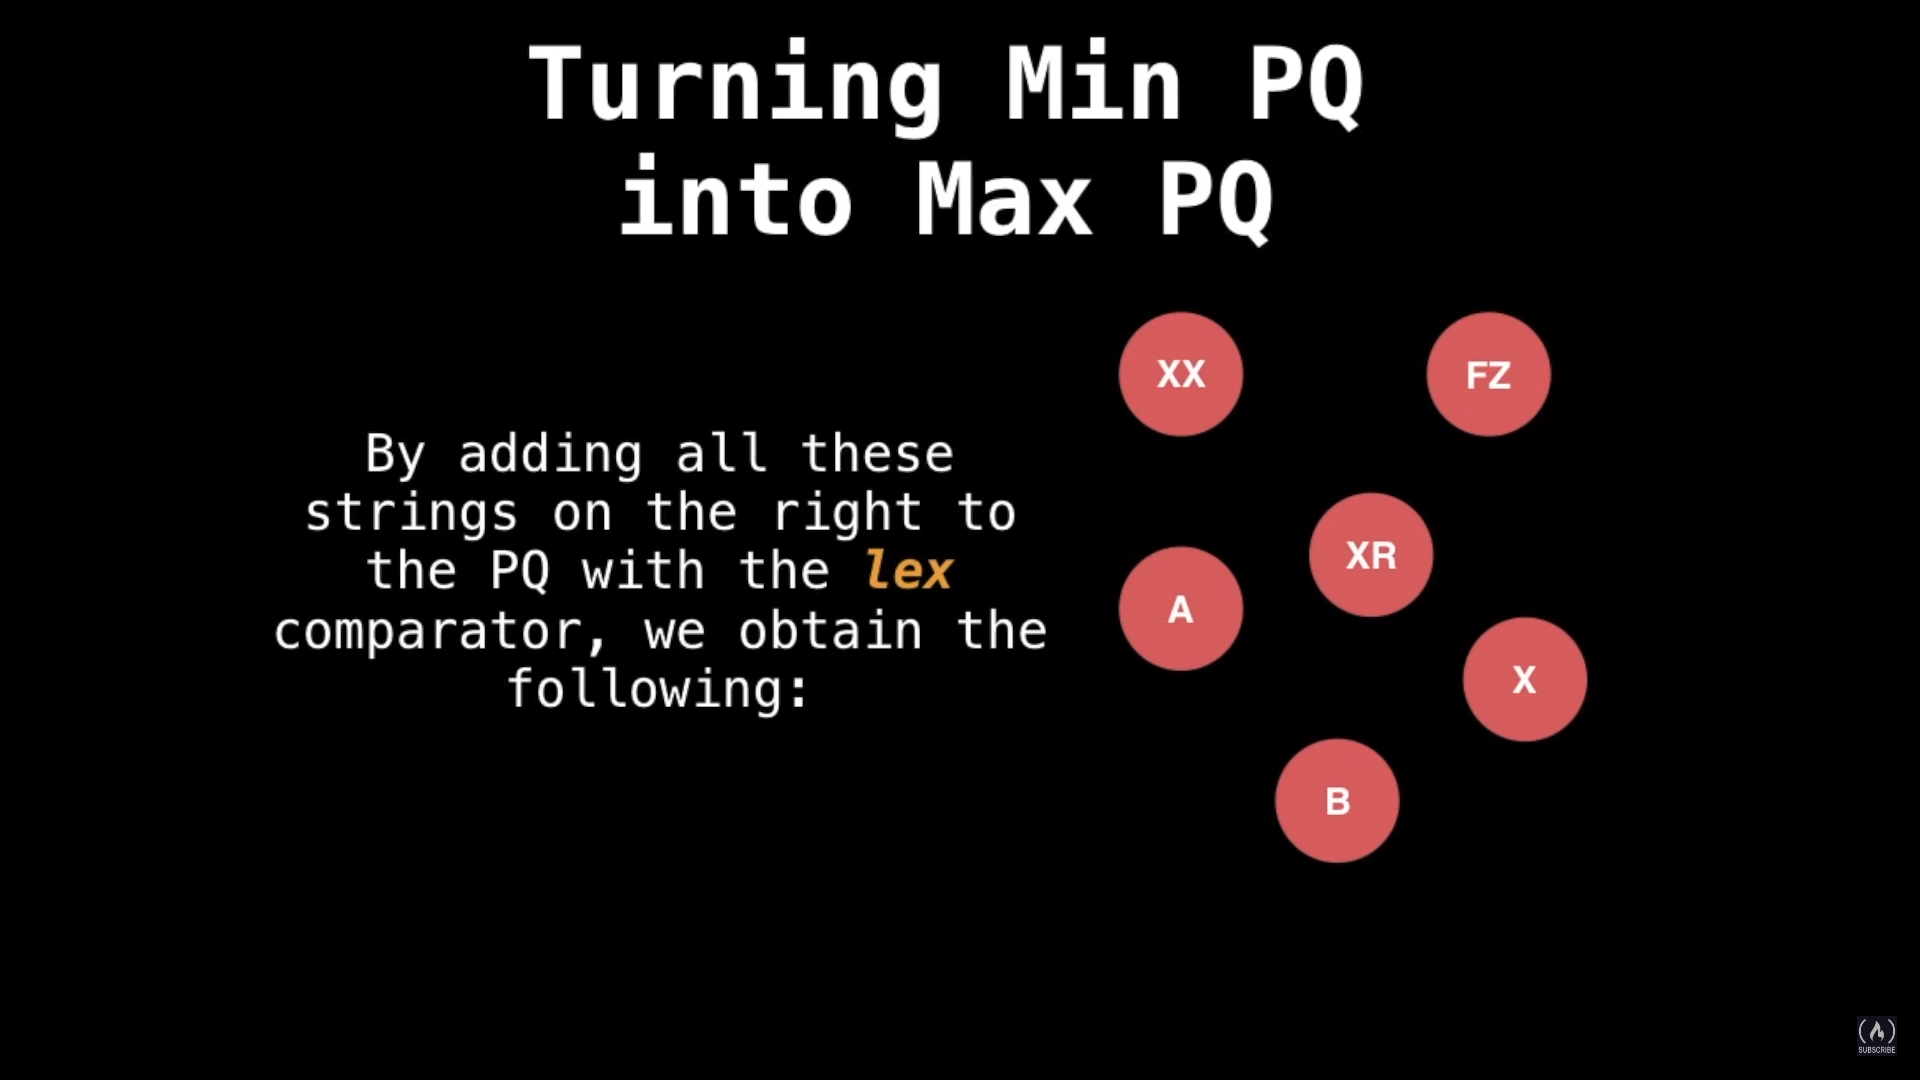 Turning Min PQ
into Max PQ
By adding all these
strings on the right to
the PQ with the lex
comparator, we obtain the
following:
XX
FZ
XR
A
X
B
SUBSCRIBE